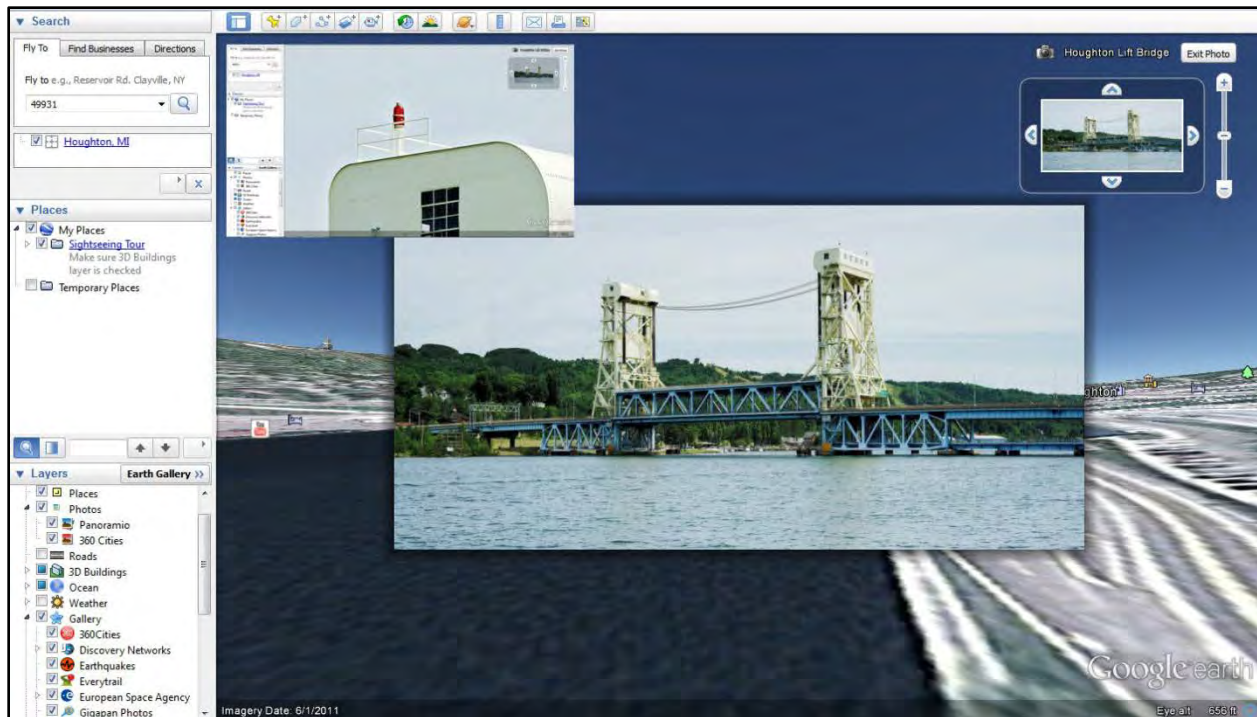 Search
Fly To
Find Businesses
Directions
Fly to e.g., Reservoir Rd. Clayville, NY
49931
Houghton, MI
Places
My Places
Sightseeing Tour
Make sure 3D Buildings
layer is checked
Temporary Places
Layers
Earth Gallery >>
Places
Photos
Panoramio
360 Cities
Roads
3D Buildings
Ocean
Weather
Gallery
360Cities
Discovery Networks
Earthquakes
Everytrail
European Space Agency
Gigapan Photos
Houghton Lift Bridge
Exit Photo
ghton
Google earth
Imagery Date: 6/1/2011
Eye alt 656 ft